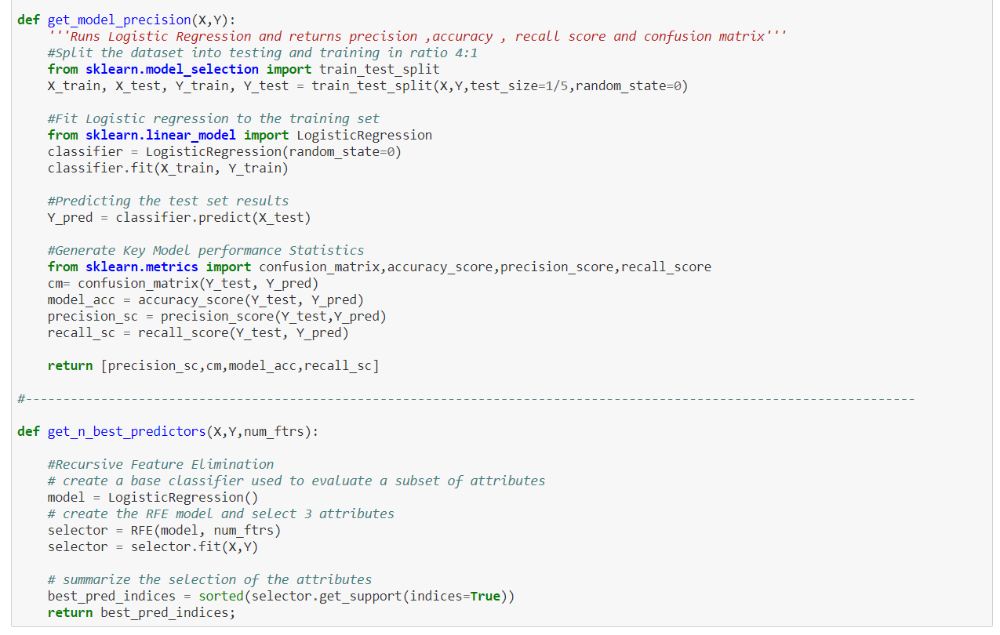 def get_model_precision(X,Y):
    '''Runs Logistic Regression and returns precision ,accuracy , recall score and confusion matrix'''
    #Split the dataset into testing and training in ratio 4:1
    from sklearn.model_selection import train_test_split
    X_train, X_test, Y_train, Y_test = train_test_split(X,Y,test_size=1/5,random_state=0)

    #Fit Logistic regression to the training set
    from sklearn.linear_model import LogisticRegression
    classifier = LogisticRegression(random_state=0)
    classifier.fit(X_train, Y_train)

    #Predicting the test set results
    Y_pred = classifier.predict(X_test)

    #Generate Key Model performance Statistics
    from sklearn.metrics import confusion_matrix,accuracy_score,precision_score,recall_score
    cm= confusion_matrix(Y_test, Y_pred)
    model_acc = accuracy_score(Y_test, Y_pred)
    precision_sc = precision_score(Y_test,Y_pred)
    recall_sc = recall_score(Y_test, Y_pred)

    return [precision_sc,cm,model_acc,recall_sc]

#----------------------------------------------------------------------------------------------------------------------

def get_n_best_predictors(X,Y,num_ftrs):

    #Recursive Feature Elimination
    # create a base classifier used to evaluate a subset of attributes
    model = LogisticRegression()
    # create the RFE model and select 3 attributes
    selector = RFE(model, num_ftrs)
    selector = selector.fit(X,Y)

    # summarize the selection of the attributes
    best_pred_indices = sorted(selector.get_support(indices=True))
    return best_pred_indices;